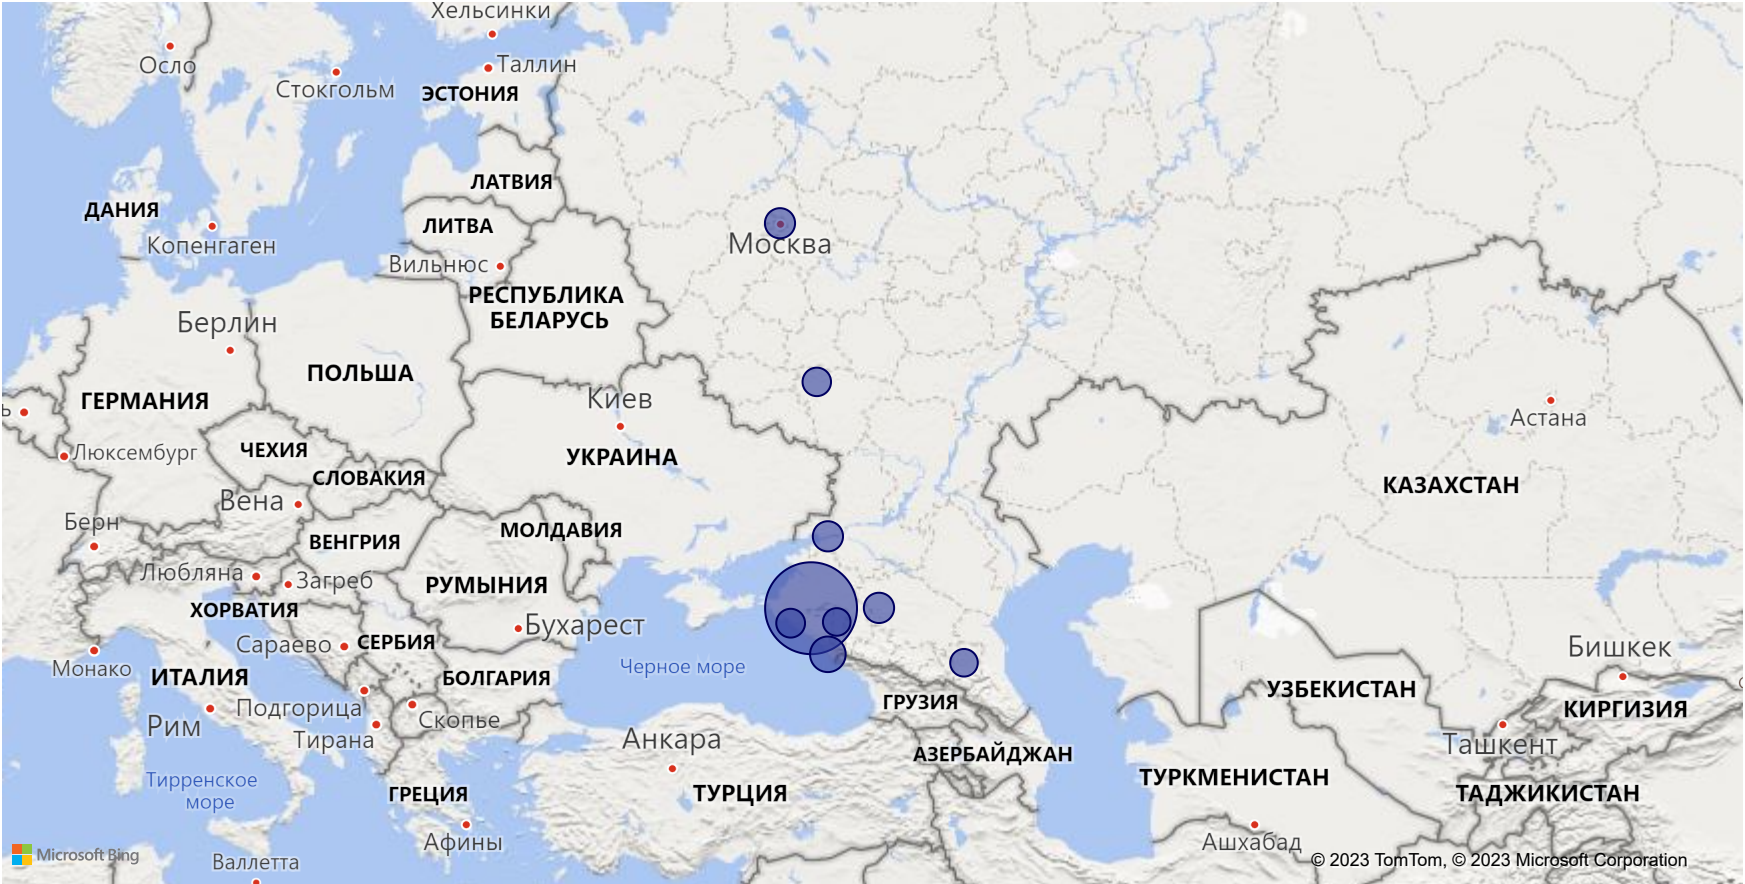 Хельсинки
Осло
Таллин
Стокгольм
ЭСТОНИЯ
ЛАТВИЯ
ДАНИЯ
ЛИТВА
Копенгаген
Москва
Вильнюс
РЕСПУБЛИКА
БЕЛАРУСЬ
Берлин
ПОЛЬША
ГЕРМАНИЯ
Киев
ь
Астана
Люксембург
ЧЕХИЯ
УКРАИНА
СЛОВАКИЯ
КАЗАХСТАН
Вена
Берн
МОЛДАВИЯ
ВЕНГРИЯ
Любляна
Загреб
РУМЫНИЯ
ХОРВАТИЯ
Бухарест
Сараево
СЕРБИЯ
Бишкек
Монако
Черное море
ИТАЛИЯ
БОЛГАРИЯ
УЗБЕКИСТАН
ГРУЗИЯ
Подгорица
КИРГИЗИЯ
Скопье
Рим
Тирана
Анкара
Ташкент
АЗЕРБАЙДЖАН
ТУРКМЕНИСТАН
Тирренское
море
ГРЕЦИЯ
ТУРЦИЯ
ТАДЖИКИСТАН
Афины
Ашхабад
Microsoft Bing
Валлетта
© 2023 TomTom, © 2023 Microsoft Corporation